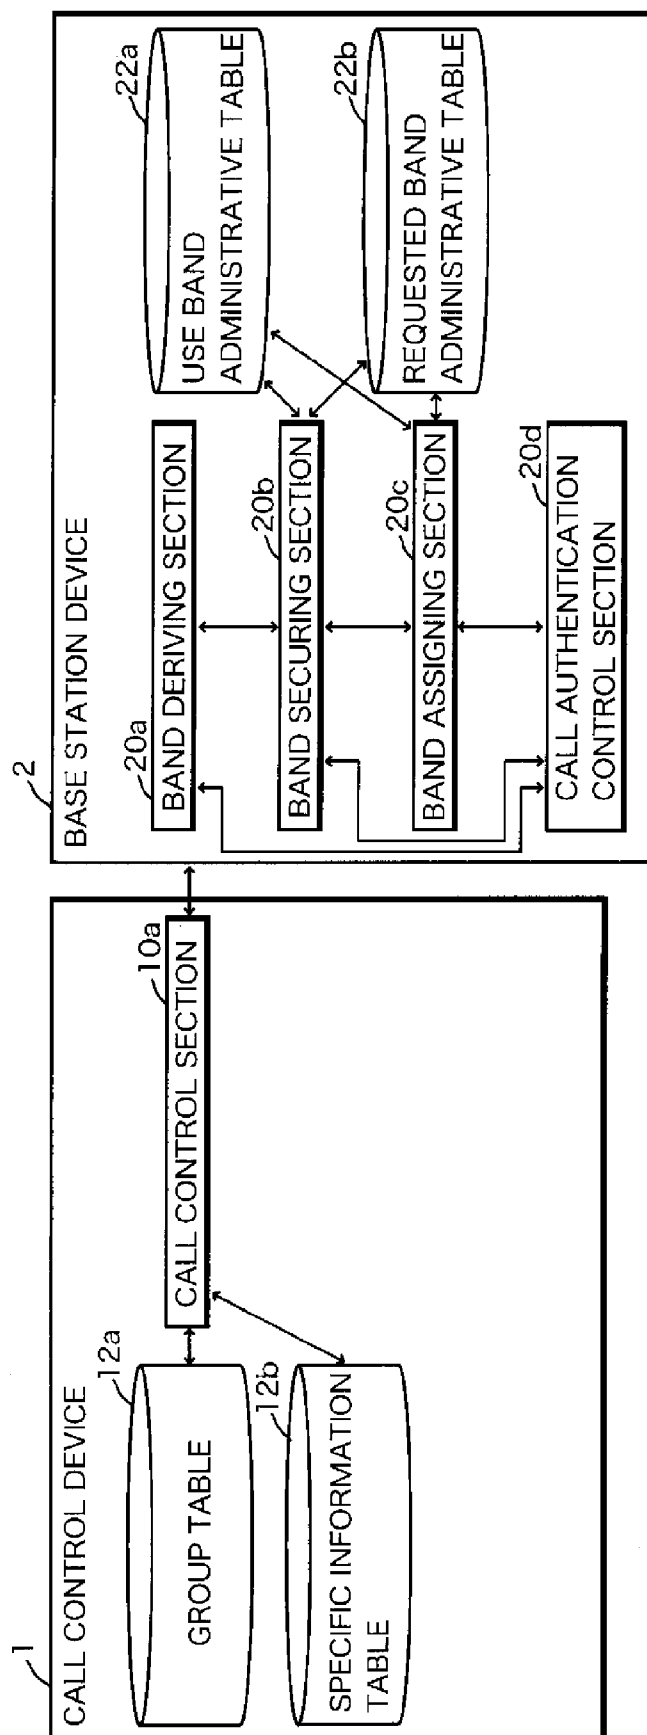 1
CALL CONTROL DEVICE
12a
GROUP TABLE
12b
SPECIFIC INFORMATION
TABLE
10a
CALL CONTROL SECTION
2
BASE STATION DEVICE
20a
BAND DERIVING SECTION
20b
BAND SECURING SECTION
20c
BAND ASSIGNING SECTION
20d
CALL AUTHENTICATION
CONTROL SECTION
22a
USE BAND
ADMINISTRATIVE TABLE
22b
REQUESTED BAND
ADMINISTRATIVE TABLE